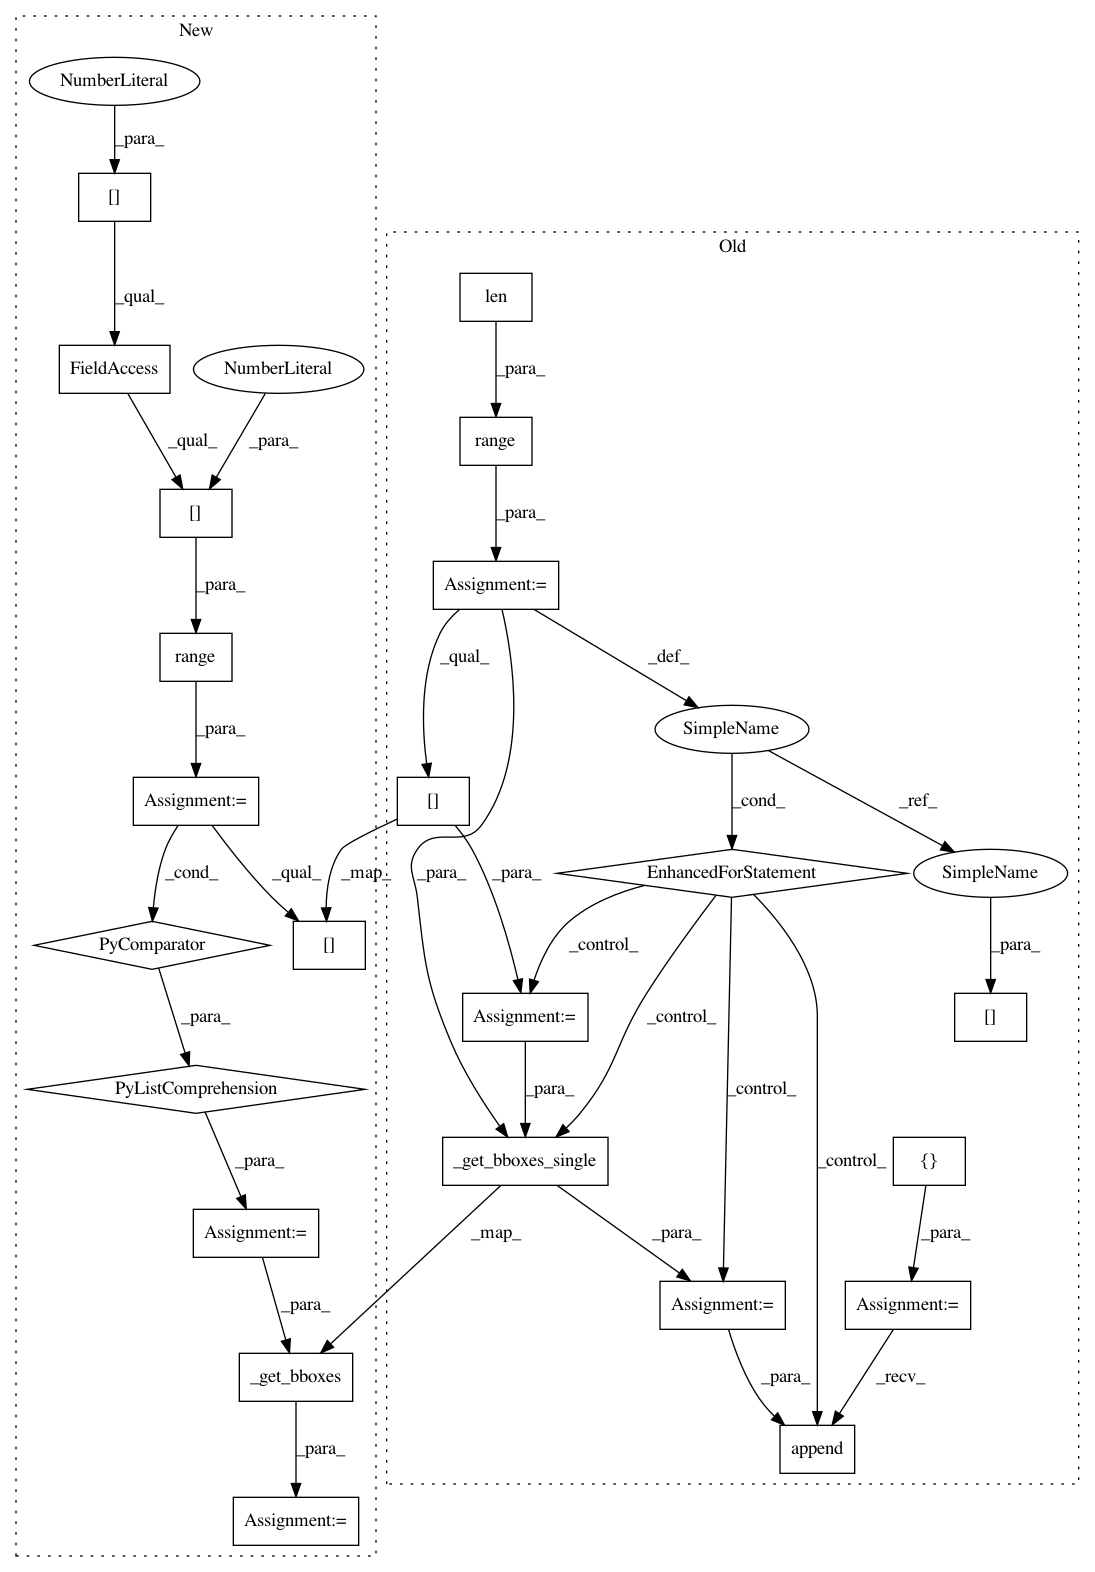 New
NumberLiteral
_para_
[]
Old
_qual_
len
FieldAccess
NumberLiteral
_para_
_qual_
_para_
range
[]
_para_
_para_
Assignment:=
range
_qual_
_def_
_para_
SimpleName
Assignment:=
[]
_cond_
_ref_
_cond_
_qual_
_map_
_para_
_para_
EnhancedForStatement
SimpleName
PyComparator
[]
_control_
_para_
_para_
Assignment:=
_control_
[]
PyListComprehension
_para_
_control_
_para_
_get_bboxes_single
_control_
{}
Assignment:=
_map_
_para_
_para_
_para_
Assignment:=
Assignment:=
_get_bboxes
_para_
_recv_
_para_
append
Assignment:=